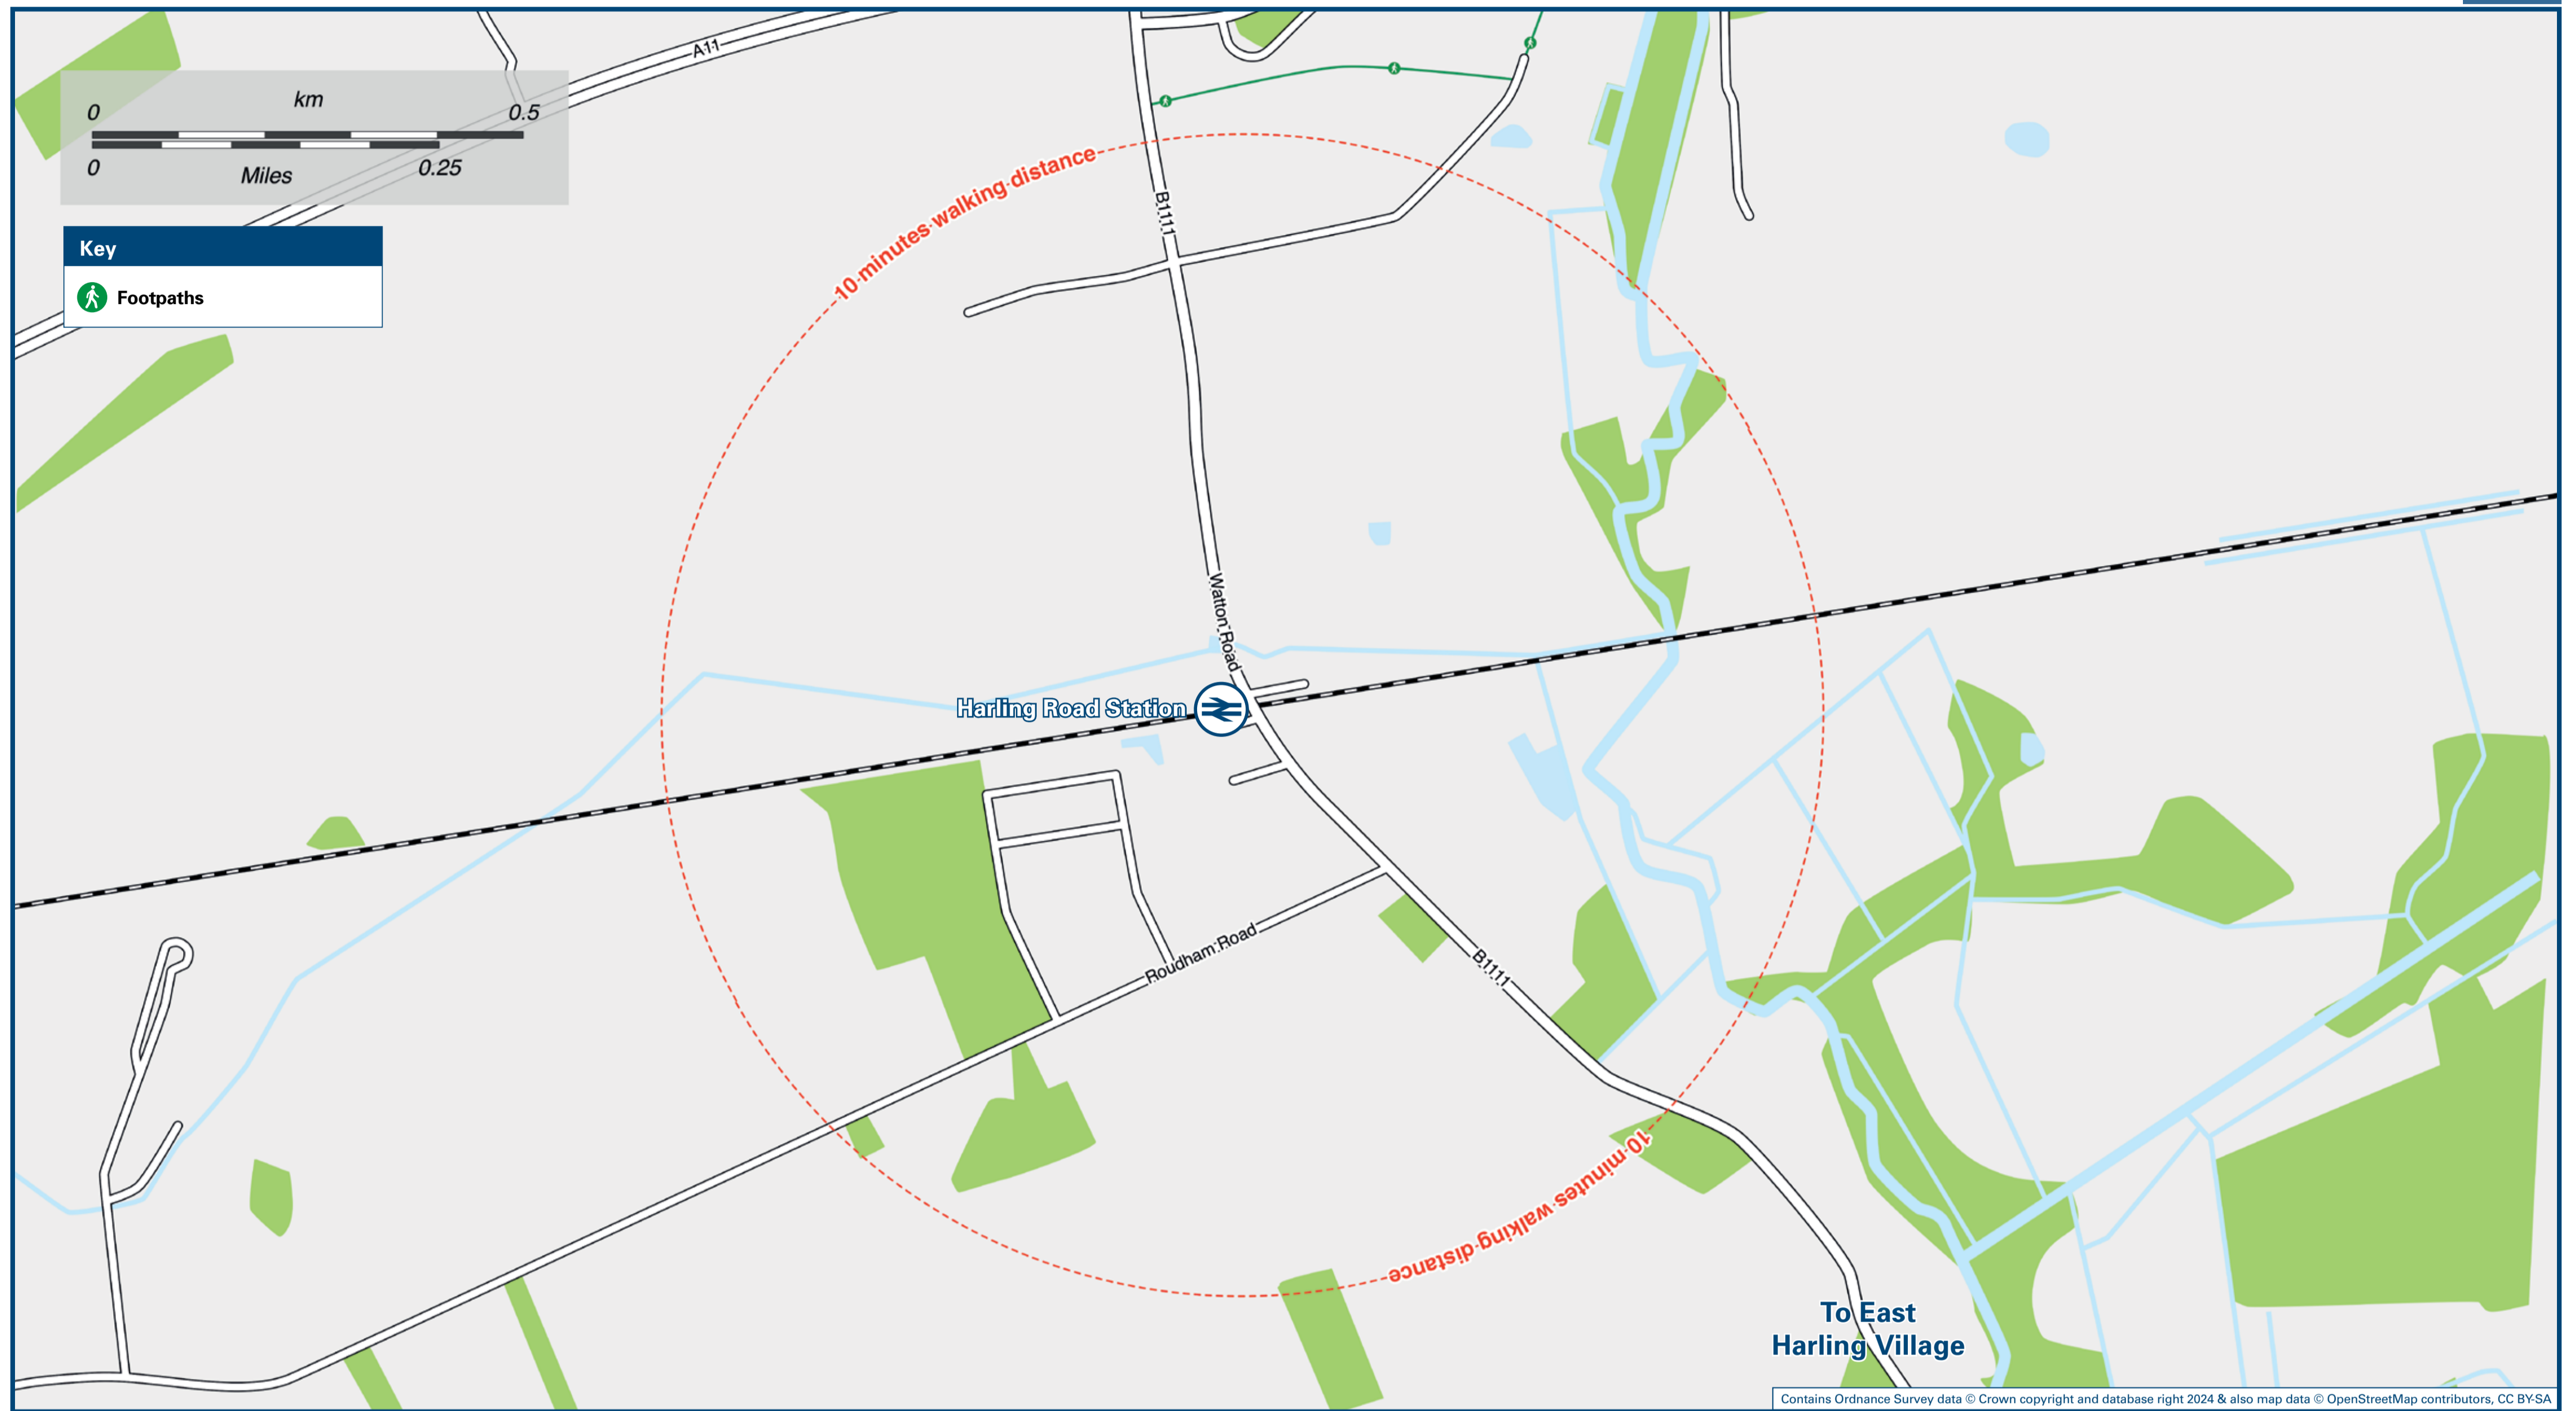 A11
km
0 0.5
0 0.25
Miles
Key
Footpaths
10 minutes walking distance
B1111
Watton Road
Harling Road Station
Roudham Road
B1111
10 minutes walking distance
To East
Harling Village
Contains Ordnance Survey data © Crown copyright and database right 2024 & also map data © OpenStreetMap contributors, CC BY-SA